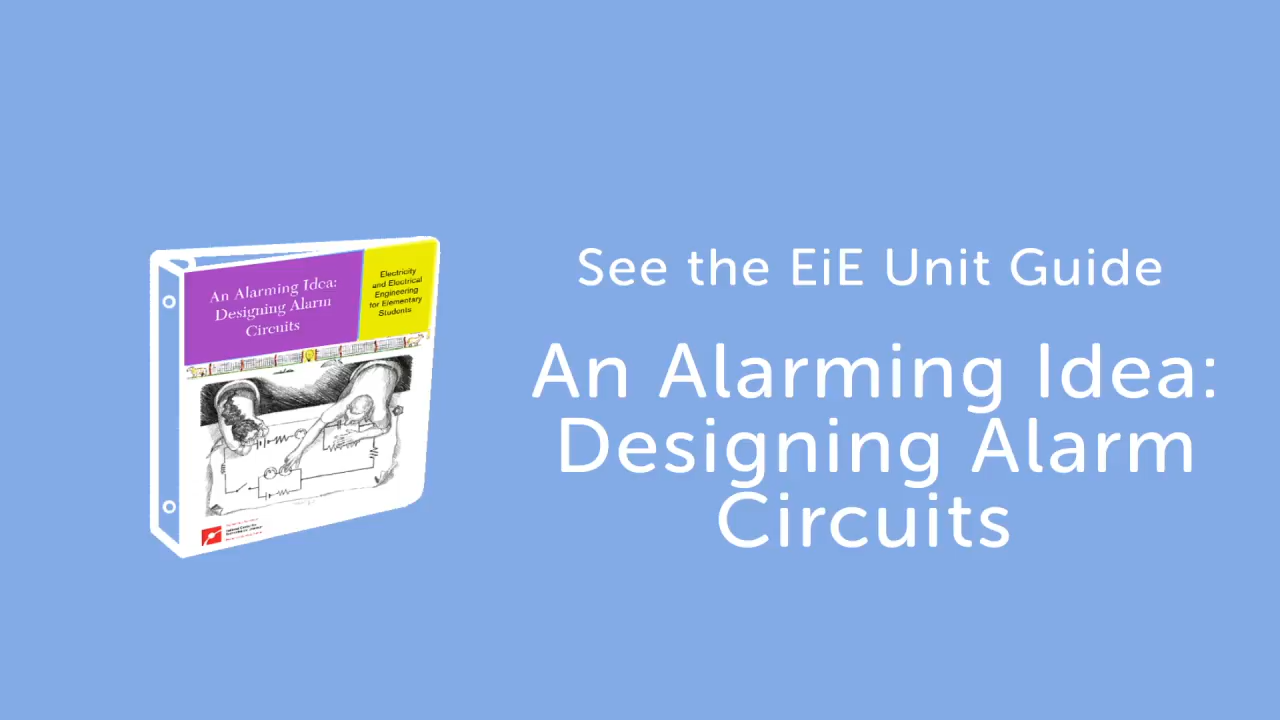 An Alarming Idea:
Designing Alarm
Circuits
Electricity
and Electrical
Engineering
for Elementary
Students
See the EiE Unit Guide
An Alarming Idea:
Designing Alarm
Circuits